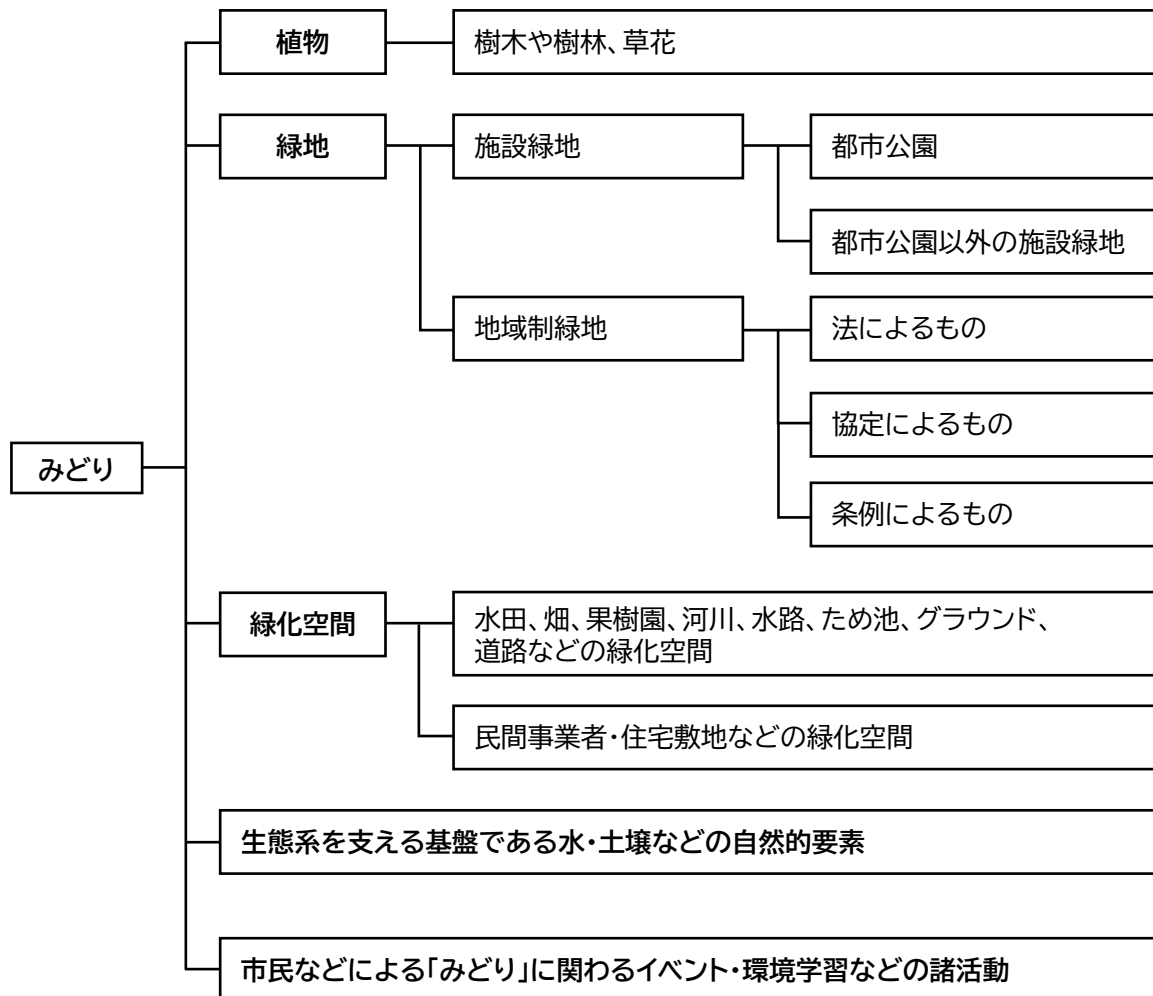 植物
樹木や樹林、草花
緑地
施設緑地
都市公園
都市公園以外の施設緑地
地域制緑地
法によるもの
協定によるもの
条例によるもの
みどり
緑化空間
水田、畑、果樹園、河川、水路、ため池、グラウンド、
道路などの緑化空間
民間事業者・住宅敷地などの緑化空間
生態系を支える基盤である水・土壌などの自然的要素
市民などによる「みどり」に関わるイベント・環境学習などの諸活動